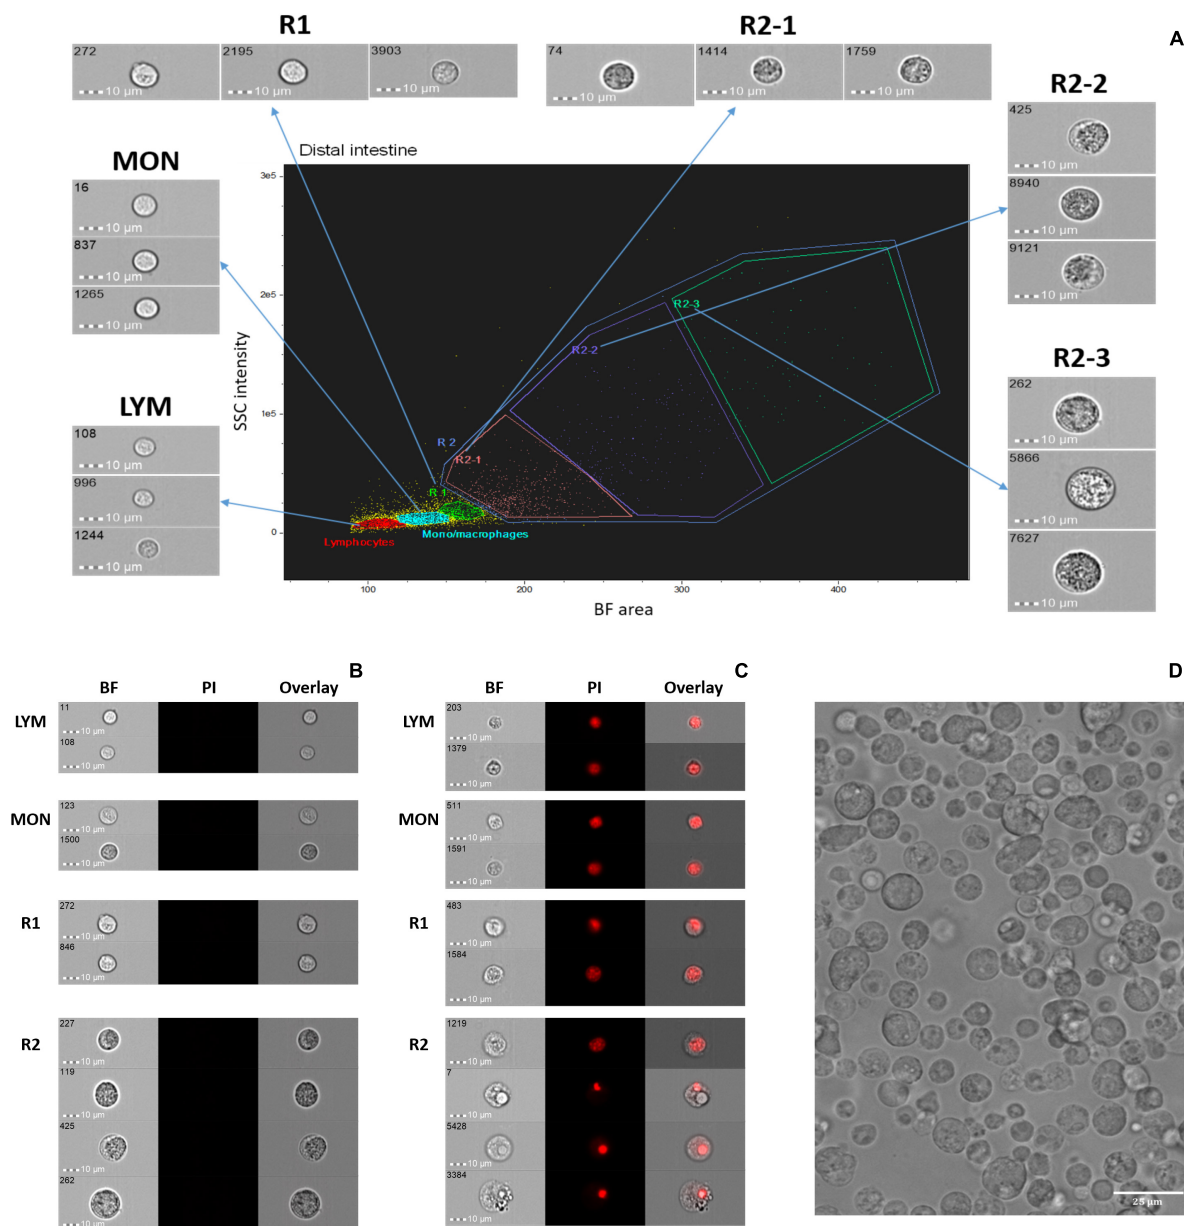 A
R1
272
10 µm
2195
10 µm
3903
10 µm
R2-1
74
10 µm
1414
10 µm
1759
10 µm
R2-2
425
10 µm
8940
10 µm
9121
10 µm
MON
16
10 µm
837
10 µm
1265
10 µm
LYM
108
10 µm
996
10 µm
1244
10 µm
R2-3
262
10 µm
5866
10 µm
7627
10 µm
Distal intestine
SSC intensity
3e5
2e5
1e5
0
R2-3
R2-2
R 2
R2-1
R 1
Lymphocytes
Mono/macrophages
100
200
300
400
BF area
B
BF PI Overlay
LYM
11
10 µm
108
10 µm
MON
123
10 µm
1500
10 µm
R1
272
10 µm
846
10 µm
R2
227
10 µm
119
10 µm
425
10 µm
262
10 µm
C
BF PI Overlay
LYM
203
10 µm
1379
10 µm
MON
511
10 µm
1591
10 µm
R1
483
10 µm
1584
10 µm
R2
1219
10 µm
7
10 µm
5428
10 µm
3384
10 µm
D
25 µm